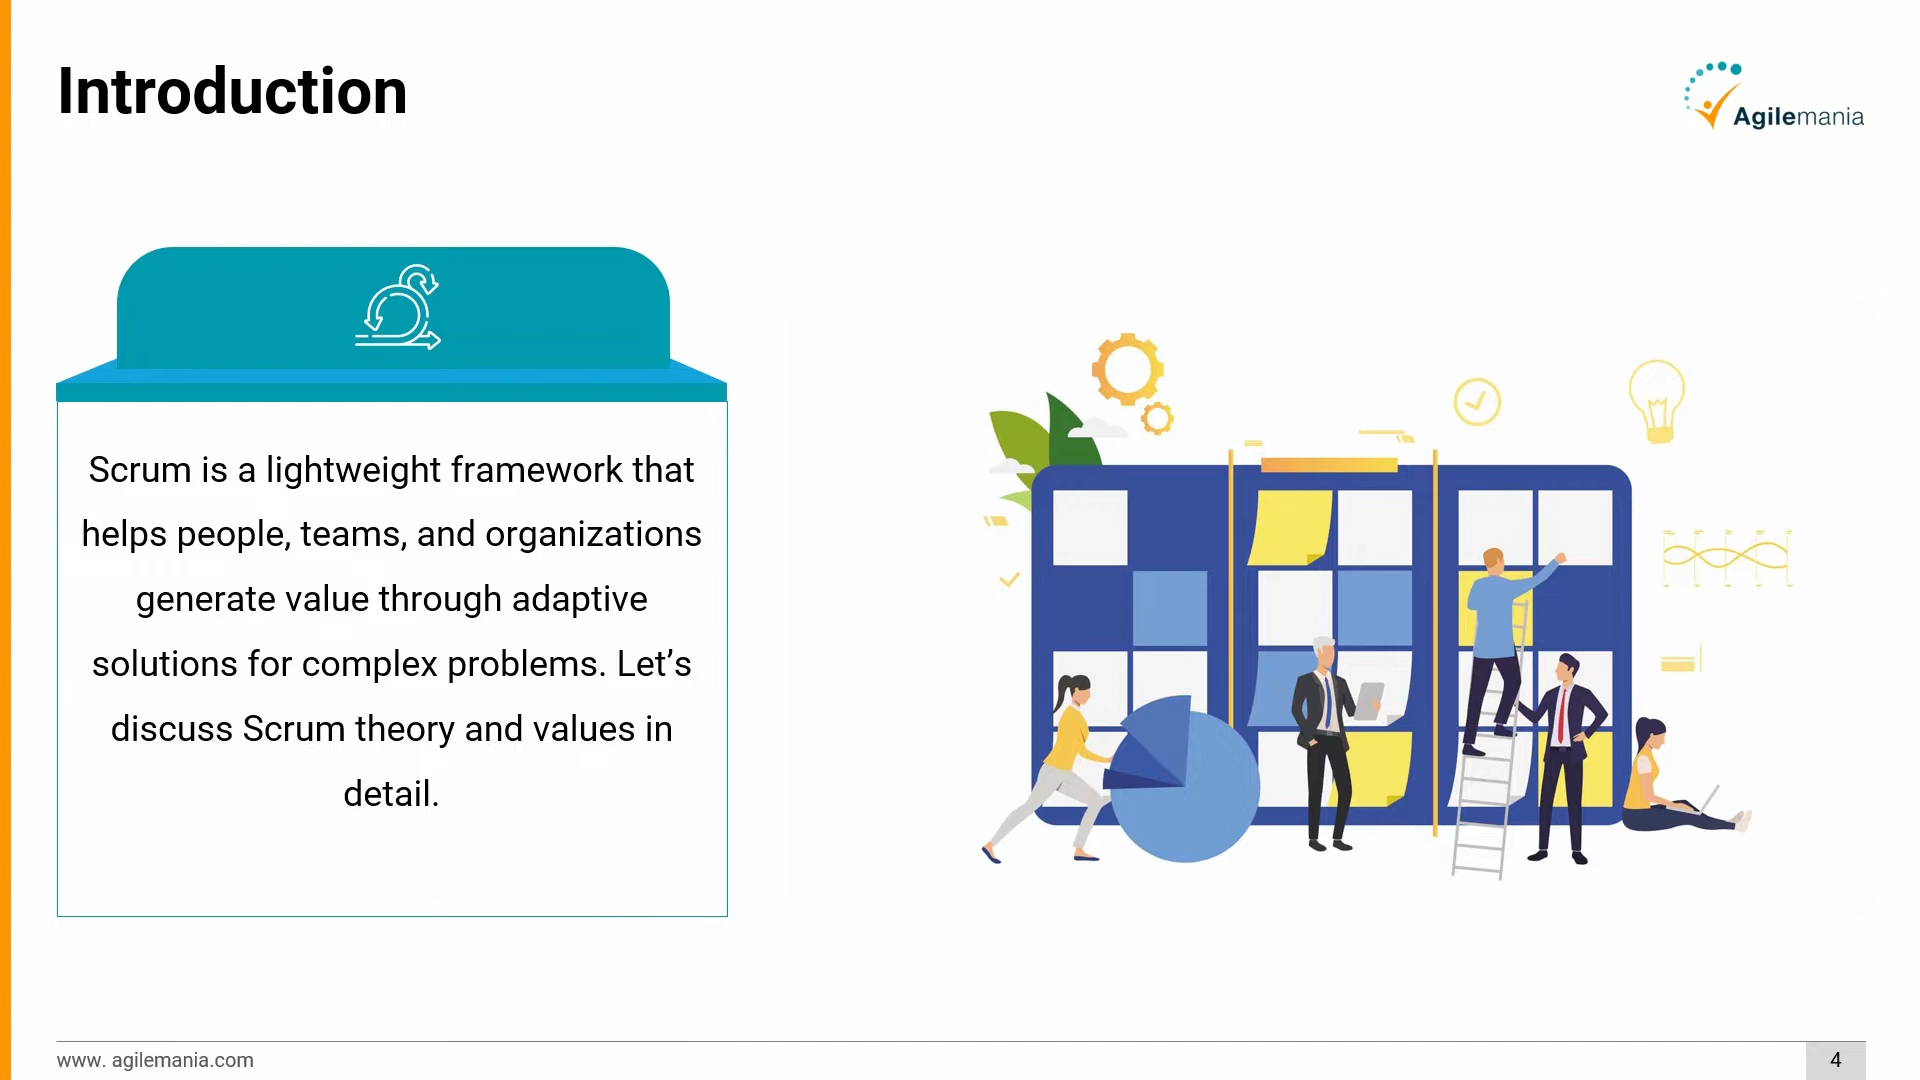 Introduction
Agilemania
Scrum is a lightweight framework that
helps people, teams, and organizations
generate value through adaptive
solutions for complex problems. Let’s
discuss Scrum theory and values in
detail.
www. agilemania.com
4